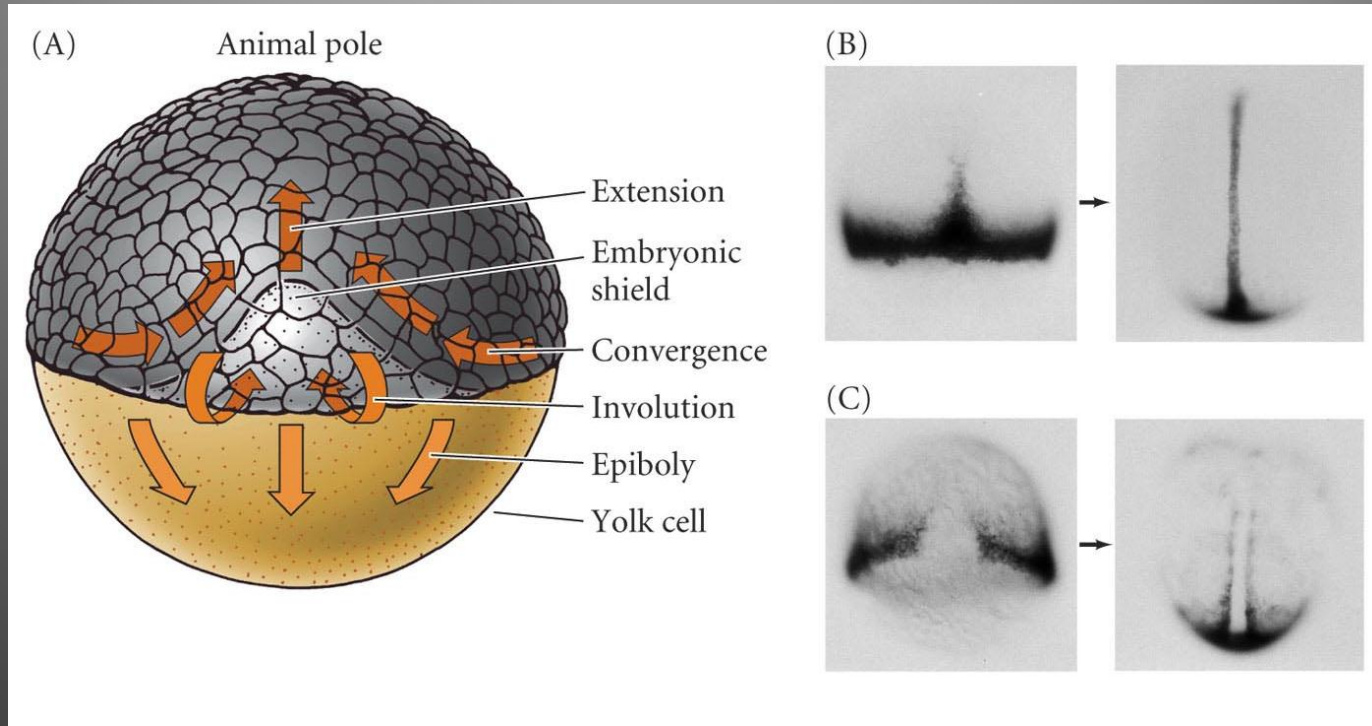 (A)
Animal pole
Extension
Embryonic
shield
Convergence
Involution
Epiboly
Yolk cell
(B)
(C)